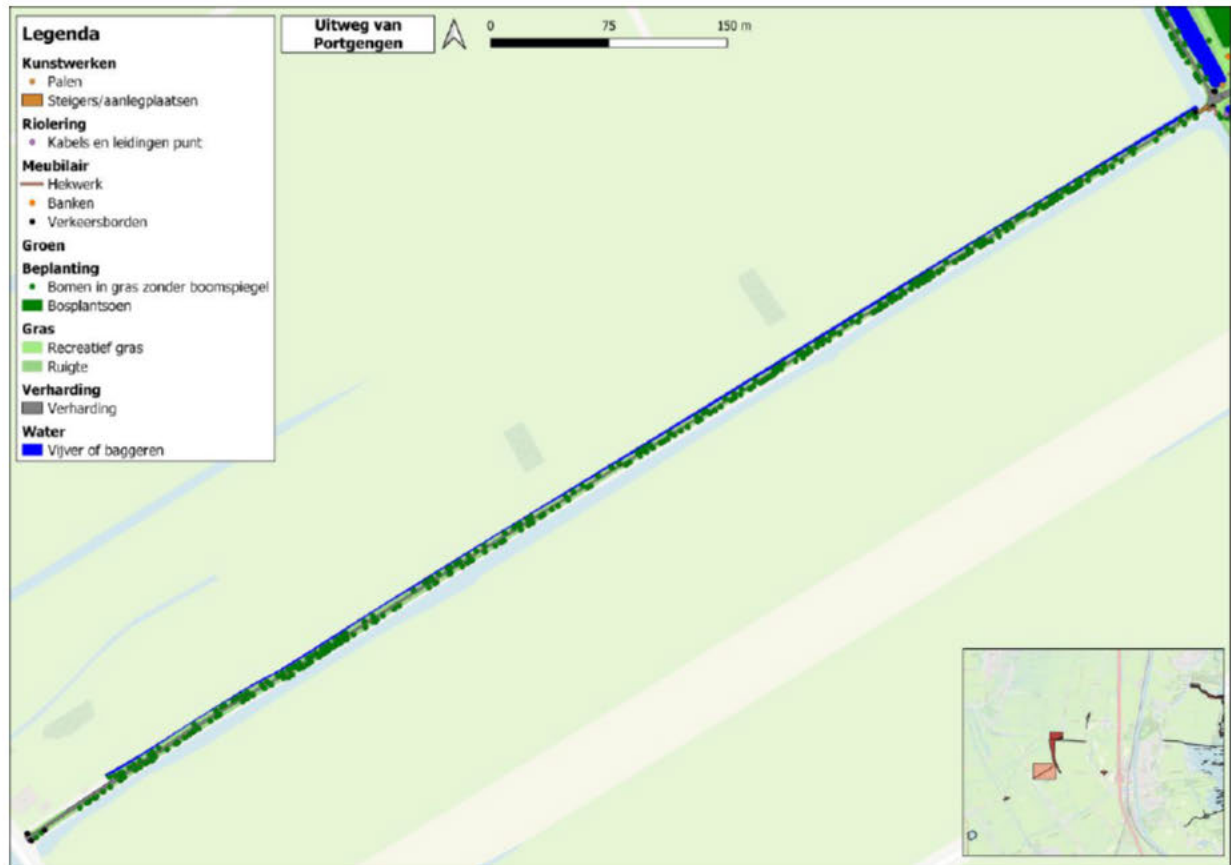 Legenda
Kunstwerken
Palen
Steigers/aanlegplaatsen
Riolering
Kabels en leidingen punt
Meubilair
Hekwerk
Banken
Verkeersborden
Groen
Beplanting
Bomen in gras zonder boomspiegel
Bosplantsoen
Gras
Recreatief gras
Ruigte
Verharding
Verharding
Water
Vijver of baggeren
Uitweg van
Portgengen
0 75 150 m